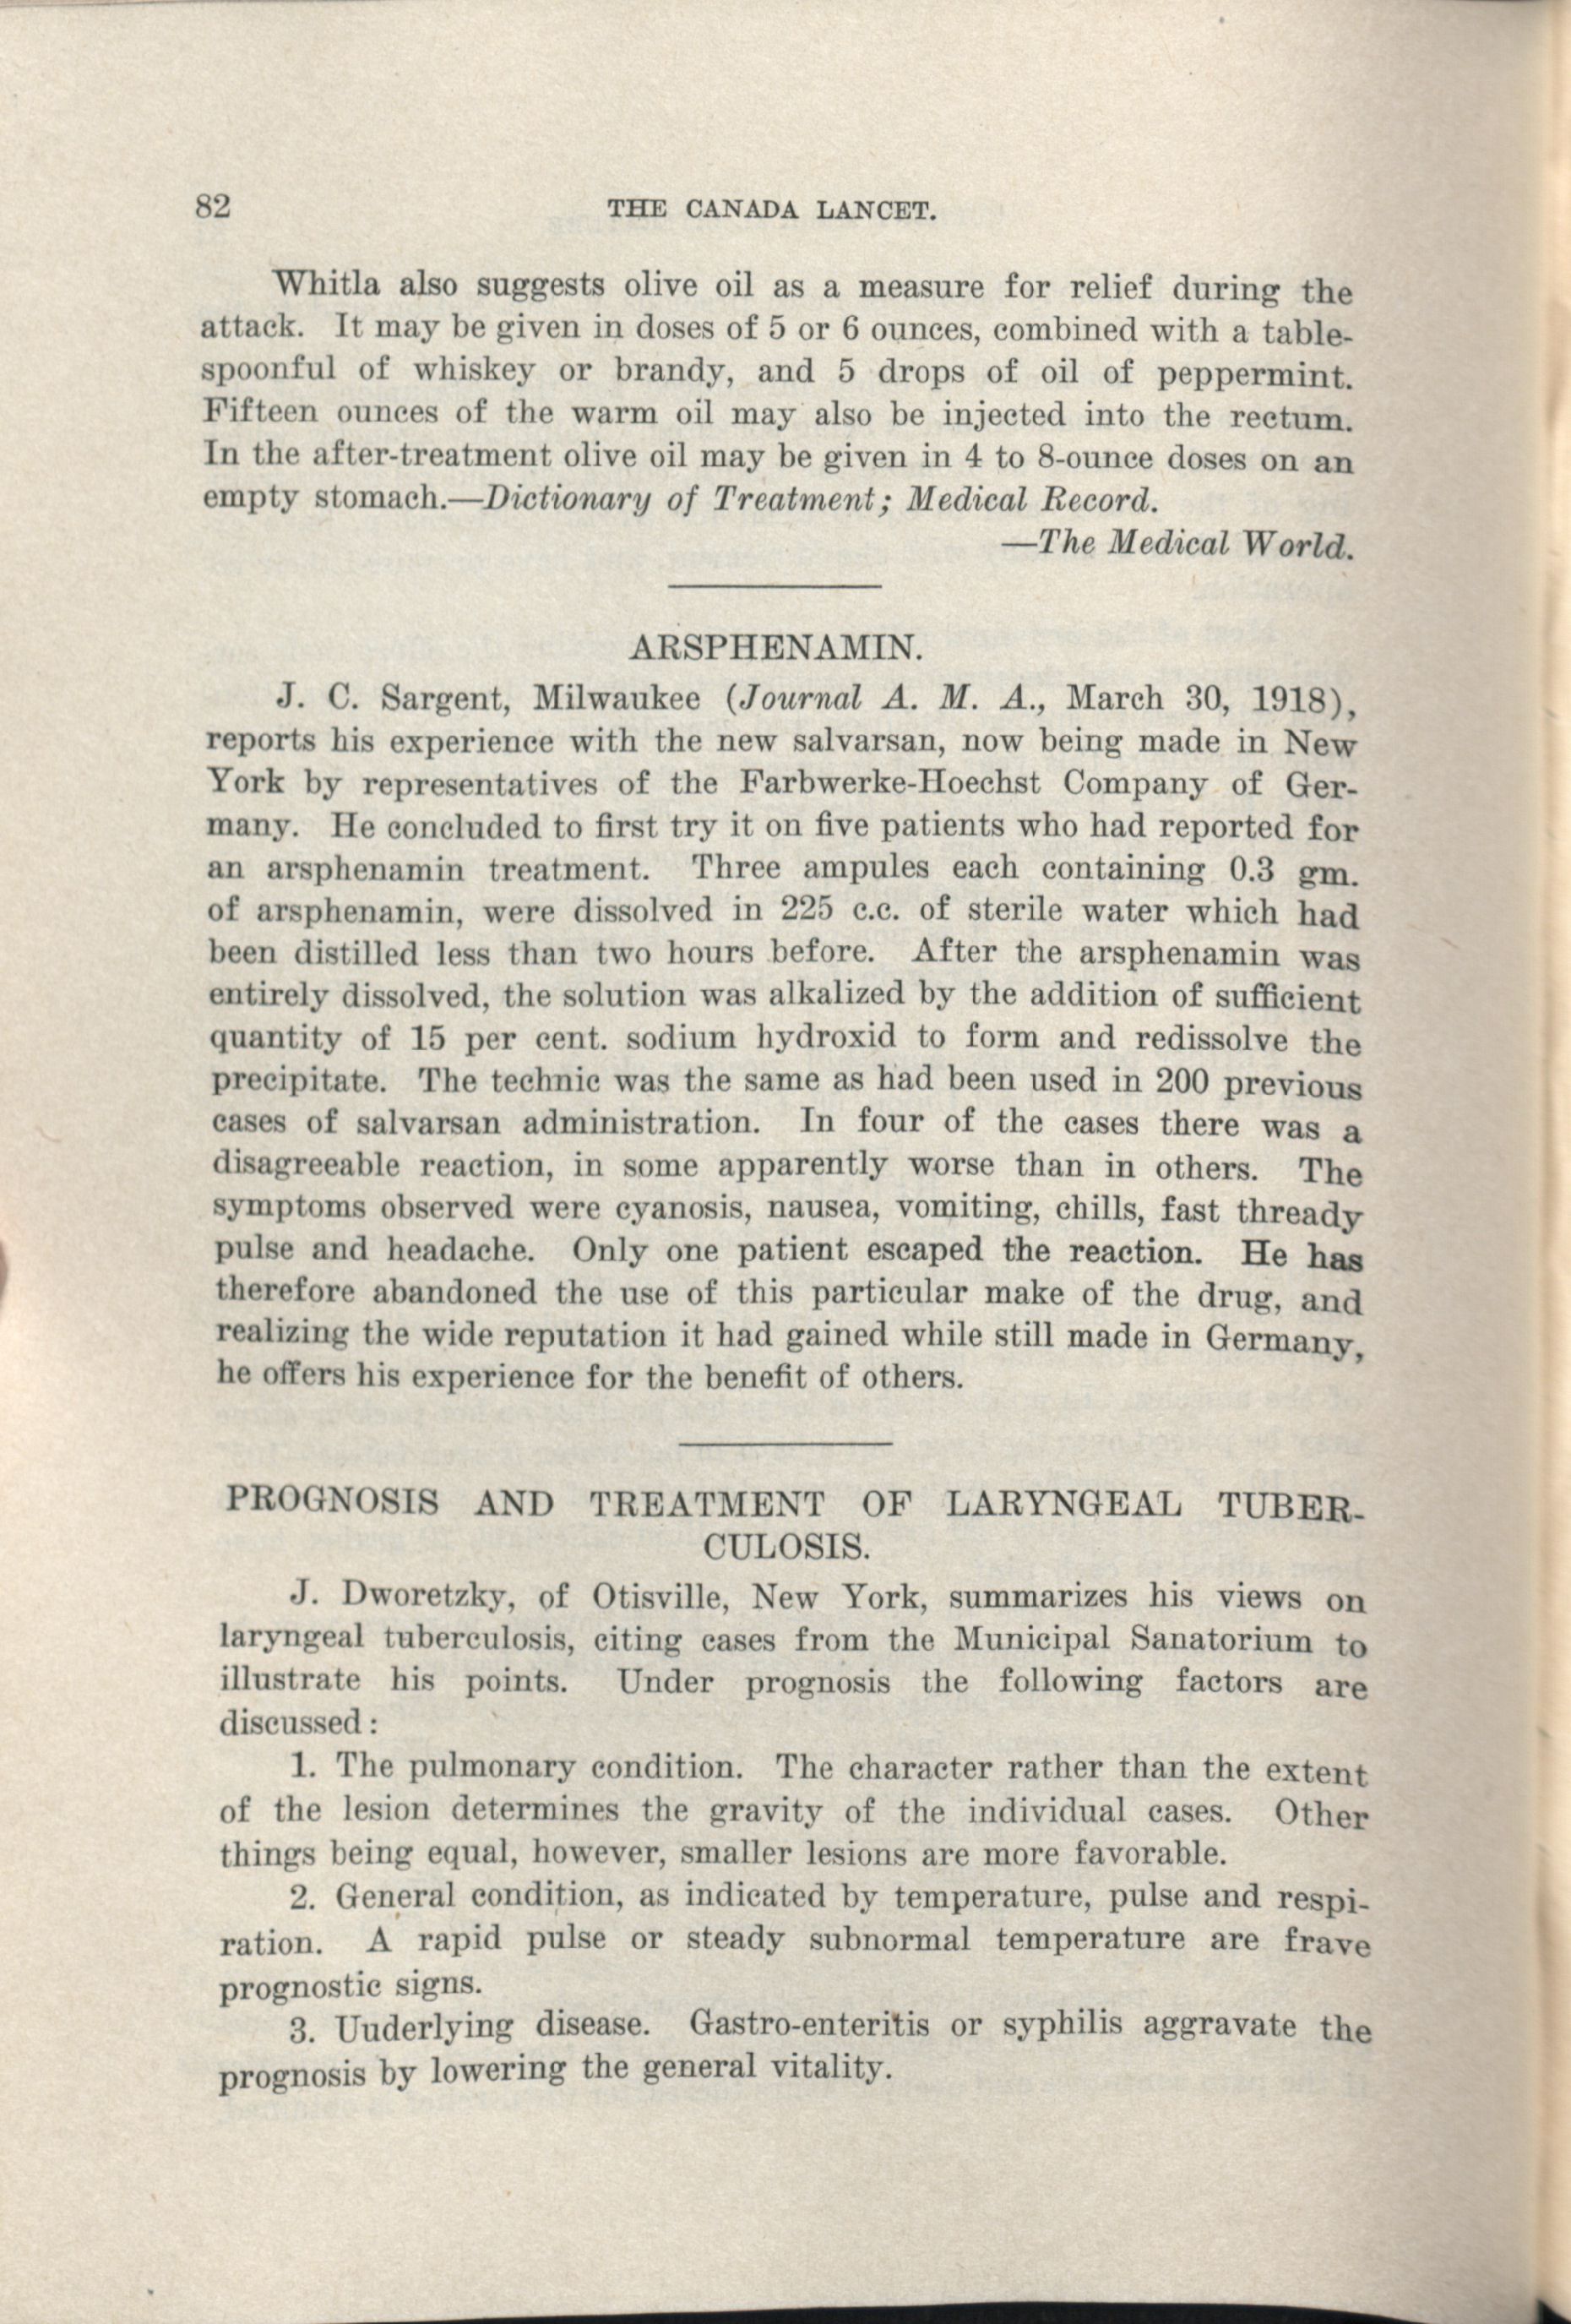 82
THE CANADA LANCET.
Whitla also suggests olive oil as a measure for relief during the
attack. It may be given in doses of 5 or 6 ounces, combined with a table-
spoonful of whiskey or brandy, and 5 drops of oil of peppermint.
Fifteen ounces of the warm oil may also be injected into the rectum.
In the after-treatment olive oil may be given in 4 to 8-ounce doses on an
empty stomach.—Dictionary of Treatment; Medical Record.
—The Medical World.
ARSPHENAMIN.
J. C. Sargent, Milwaukee (Journal A. M. A., March 30, 1918),
reports his experience with the new salvarsan, now being made in New
York by representatives of the Farbwerke-Hoechst Company of Ger-
many. He concluded to first try it on five patients who had reported for
an arsphenamin treatment. Three ampules each containing 0.3 gm.
of arsphenamin, were dissolved in 225 c.c. of sterile water which had
been distilled less than two hours before. After the arsphenamin was
entirely dissolved, the solution was alkalized by the addition of sufficient
quantity of 15 per cent. sodium hydroxid to form and redissolve the
precipitate. The technic was the same as had been used in 200 previous
cases of salvarsan administration. In four of the cases there was a
disagreeable reaction, in some apparently worse than in others. The
symptoms observed were cyanosis, nausea, vomiting, chills, fast thready
pulse and headache. Only one patient escaped the reaction. He has
therefore abandoned the use of this particular make of the drug, and
realizing the wide reputation it had gained while still made in Germany,
he offers his experience for the benefit of others.
PROGNOSIS AND TREATMENT OF LARYNGEAL TUBER-
CULOSIS.
J. Dworetzky, of Otisville, New York, summarizes his views on
laryngeal tuberculosis, citing cases from the Municipal Sanatorium to
illustrate his points. Under prognosis the following factors are
discussed:
1. The pulmonary condition. The character rather than the extent
of the lesion determines the gravity of the individual cases. Other
things being equal, however, smaller lesions are more favorable.
2. General condition, as indicated by temperature, pulse and respi-
ration. A rapid pulse or steady subnormal temperature are frave
prognostic signs.
3. Uuderlying disease. Gastro-enteritis or syphilis aggravate the
prognosis by lowering the general vitality.